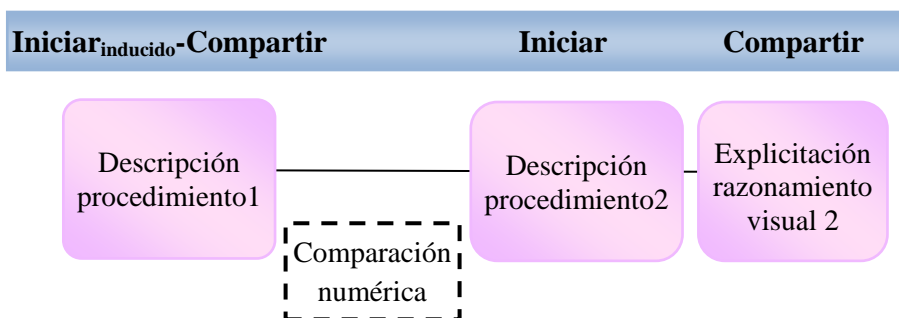 Iniciarinducido-Compartir Iniciar Compartir
Descripción
procedimiento1
Comparación
numérica
Descripción
procedimiento2
Explicitación
razonamiento
visual 2